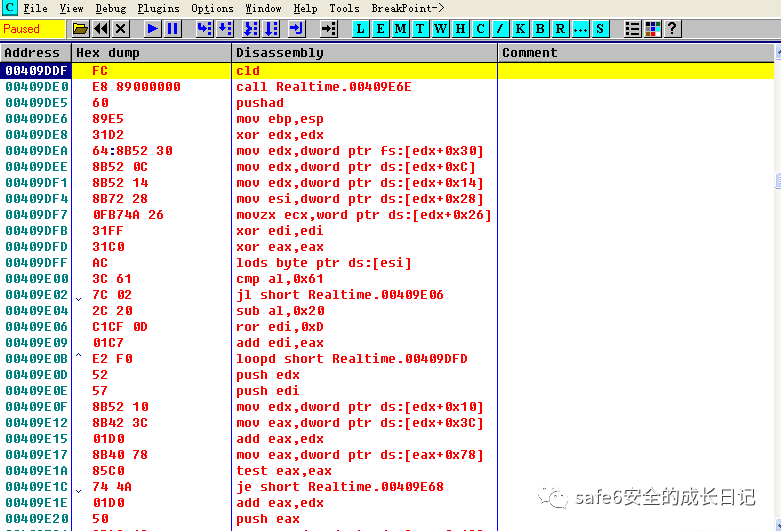 C File View Debug Plugins Options Window Help Tools BreakPoint->
Paused L E M T W H C / K B R ... S ?
Address Hex dump Disassembly Comment
00409DDF FC cld
00409DE0 E8 89000000 call Realtime.00409E6E
00409DE5 60 pushad
00409DE6 89E5 mov ebp,esp
00409DE8 31D2 xor edx,edx
00409DEA 64:8B52 30 mov edx,dword ptr fs:[edx+0x30]
00409DEE 8B52 0C mov edx,dword ptr ds:[edx+0xC]
00409DF1 8B52 14 mov edx,dword ptr ds:[edx+0x14]
00409DF4 8B72 28 mov esi,dword ptr ds:[edx+0x28]
00409DF7 0FB74A 26 movzx ecx,word ptr ds:[edx+0x26]
00409DFB 31FF xor edi,edi
00409DFD 31C0 xor eax,eax
00409DFF AC lods byte ptr ds:[esi]
00409E00 3C 61 cmp al,0x61
00409E02 7C 02 jl short Realtime.00409E06
00409E04 2C 20 sub al,0x20
00409E06 C1CF 0D ror edi,0xD
00409E09 01C7 add edi,eax
00409E0B ^ E2 F0 loopd short Realtime.00409DFD
00409E0D 52 push edx
00409E0E 57 push edi
00409E0F 8B52 10 mov edx,dword ptr ds:[edx+0x10]
00409E12 8B42 3C mov eax,dword ptr ds:[edx+0x3C]
00409E15 01D0 add eax,edx
00409E17 8B40 78 mov eax,dword ptr ds:[eax+0x78]
00409E1A 85C0 test eax,eax
00409E1C 74 4A je short Realtime.00409E68
00409E1E 01D0 add eax,edx
00409E20 50 push eax
safe6安全的成长日记